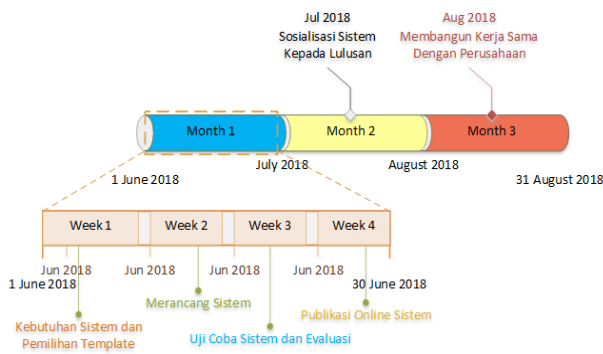 Jul 2018
Sosialisasi Sistem
Kepada Lulusan
Aug 2018
Membangun Kerja Sama
Dengan Perusahaan
Month 1
Month 2
Month 3
July 2018
August 2018
1 June 2018
31 August 2018
Week 1
Week 2
Week 3
Week 4
Jun 2018
Jun 2018
Jun 2018
Jun 2018
1 June 2018
30 June 2018
Merancang Sistem
Publikasi Online Sistem
Kebutuhan Sistem dan
Pemilihan Template
Uji Coba Sistem dan Evaluasi